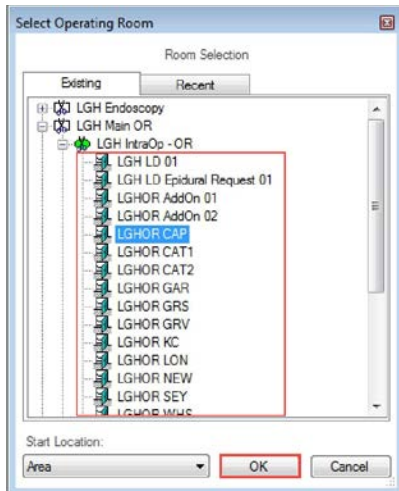 Select Operating Room
Room Selection
Existing Recent
LGH Endoscopy
LGH Main OR
LGH IntraOp - OR
LGH LD 01
LGH LD Epidural Request 01
LGHOR AddOn 01
LGHOR AddOn 02
LGHOR CAP
LGHOR CAT1
LGHOR CAT2
LGHOR GAR
LGHOR GRS
LGHOR GRV
LGHOR KC
LGHOR LON
LGHOR NEW
LGHOR SEY
LGHOR WHS
Start Location:
Area OK Cancel